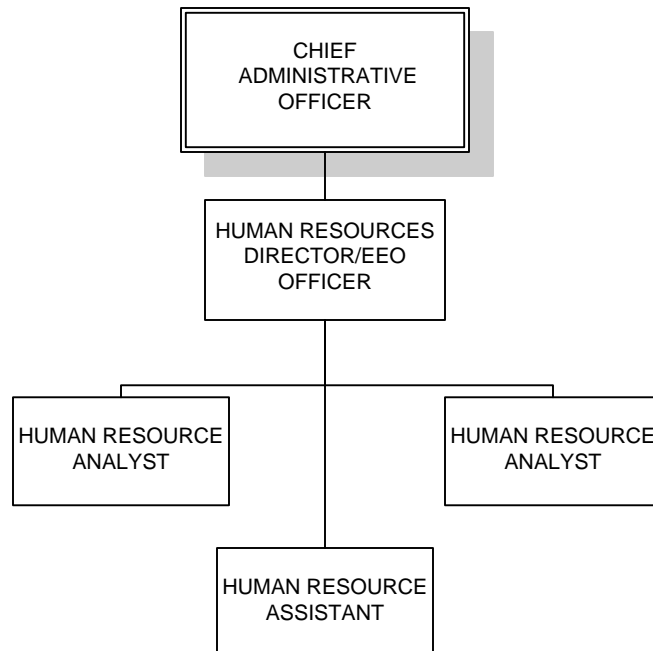 CHIEF
ADMINISTRATIVE
OFFICER
HUMAN RESOURCES
DIRECTOR/EEO
OFFICER
HUMAN RESOURCE
ANALYST
HUMAN RESOURCE
ANALYST
HUMAN RESOURCE
ASSISTANT